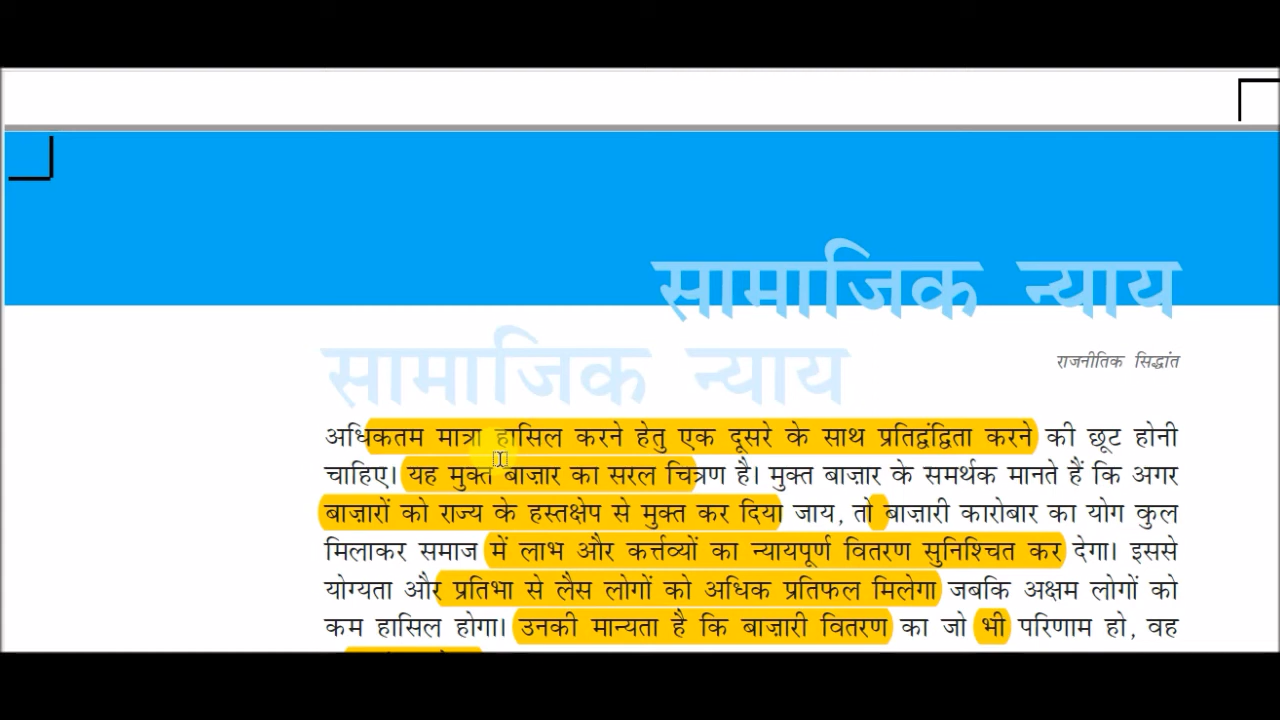 सामाजिक न्याय
सामाजिक न्याय
राजनीतिक सिद्धांत
अधिकतम मात्रा हासिल करने हेतु एक दूसरे के साथ प्रतिद्वंद्विता करने की छूट होनी
चाहिए। यह मुक्त बाज़ार का सरल चित्रण है। मुक्त बाज़ार के समर्थक मानते हैं कि अगर
बाज़ारों को राज्य के हस्तक्षेप से मुक्त कर दिया जाय, तो बाज़ारी कारोबार का योग कुल
मिलाकर समाज में लाभ और कर्त्तव्यों का न्यायपूर्ण वितरण सुनिश्चित कर देगा। इससे
योग्यता और प्रतिभा से लैस लोगों को अधिक प्रतिफल मिलेगा जबकि अक्षम लोगों को
कम हासिल होगा। उनकी मान्यता है कि बाज़ारी वितरण का जो भी परिणाम हो, वह